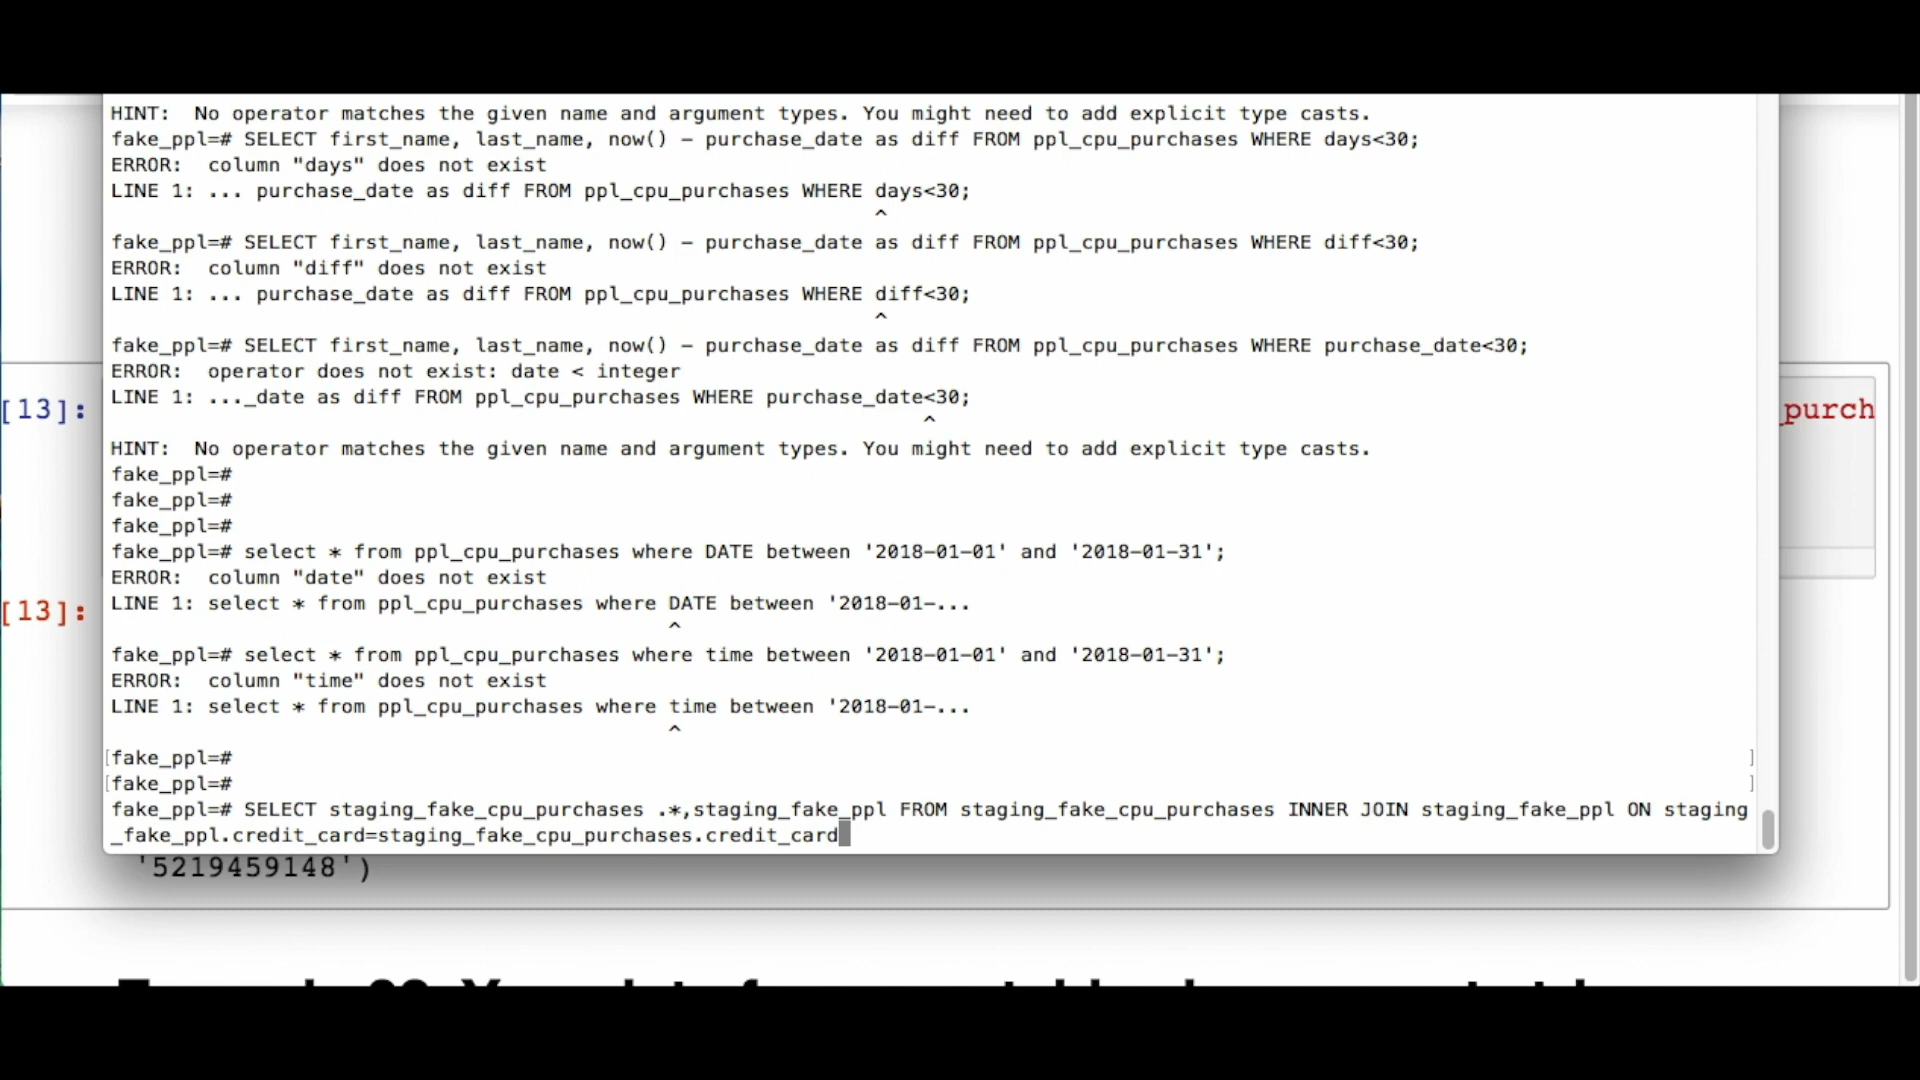 HINT:  No operator matches the given name and argument types. You might need to add explicit type casts.
fake_ppl=# SELECT first_name, last_name, now() - purchase_date as diff FROM ppl_cpu_purchases WHERE days<30;
ERROR:  column "days" does not exist
LINE 1: ... purchase_date as diff FROM ppl_cpu_purchases WHERE days<30;
^
fake_ppl=# SELECT first_name, last_name, now() - purchase_date as diff FROM ppl_cpu_purchases WHERE diff<30;
ERROR:  column "diff" does not exist
LINE 1: ... purchase_date as diff FROM ppl_cpu_purchases WHERE diff<30;
^
fake_ppl=# SELECT first_name, last_name, now() - purchase_date as diff FROM ppl_cpu_purchases WHERE purchase_date<30;
ERROR:  operator does not exist: date < integer
LINE 1: ..._date as diff FROM ppl_cpu_purchases WHERE purchase_date<30;
^
[13]:
_purch
HINT:  No operator matches the given name and argument types. You might need to add explicit type casts.
fake_ppl=#
fake_ppl=#
fake_ppl=#
fake_ppl=# select * from ppl_cpu_purchases where DATE between '2018-01-01' and '2018-01-31';
ERROR:  column "date" does not exist
LINE 1: select * from ppl_cpu_purchases where DATE between '2018-01-...
^
[13]:
fake_ppl=# select * from ppl_cpu_purchases where time between '2018-01-01' and '2018-01-31';
ERROR:  column "time" does not exist
LINE 1: select * from ppl_cpu_purchases where time between '2018-01-...
^
[fake_ppl=# ]
[fake_ppl=# ]
fake_ppl=# SELECT staging_fake_cpu_purchases .*,staging_fake_ppl FROM staging_fake_cpu_purchases INNER JOIN staging_fake_ppl ON staging
_fake_ppl.credit_card=staging_fake_cpu_purchases.credit_card
'5219459148')